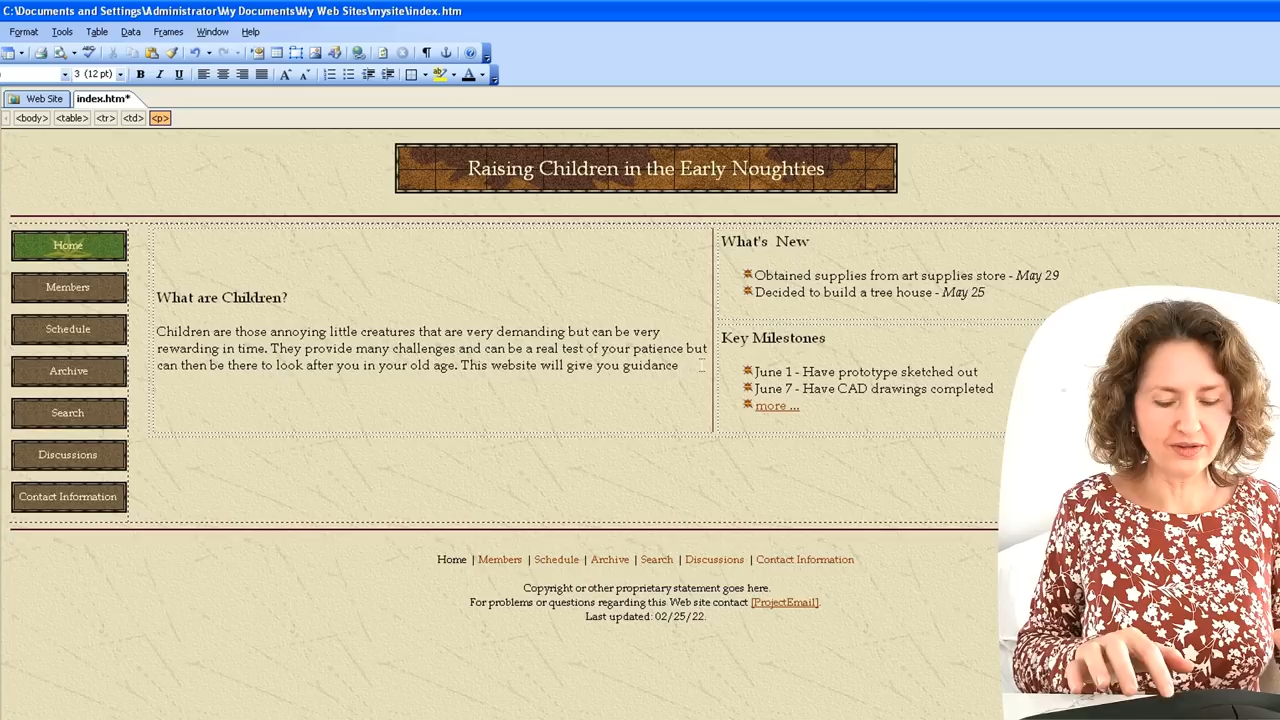 C:\Documents and Settings\Administrator\My Documents\My Web Sites\mysite\index.htm
Format Tools Table Data Frames Window Help
3 (12 pt) B I U A A A
Web Site index.htm*
<body> <table> <tr> <td> <p>
Raising Children in the Early Noughties
Home
Members
Schedule
Archive
Search
Discussions
Contact Information
What are Children?
Children are those annoying little creatures that are very demanding but can be very
rewarding in time. They provide many challenges and can be a real test of your patience but
can then be there to look after you in your old age. This website will give you guidance
What's New
Obtained supplies from art supplies store - May 29
Decided to build a tree house - May 25
Key Milestones
June 1 - Have prototype sketched out
June 7 - Have CAD drawings completed
more ...
Home | Members | Schedule | Archive | Search | Discussions | Contact Information
Copyright or other proprietary statement goes here.
For problems or questions regarding this Web site contact [ProjectEmail].
Last updated: 02/25/22.